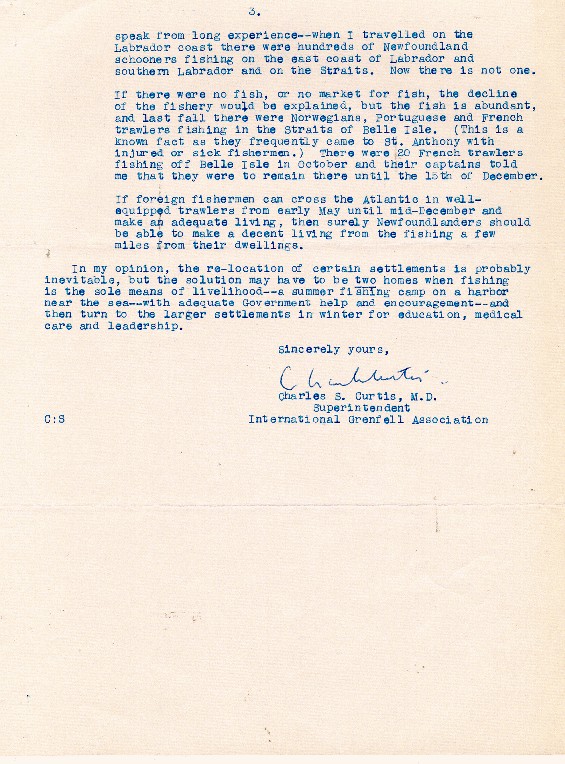 3.
speak from long experience--when I travelled on the
Labrador coast there were hundreds of Newfoundland
schooners fishing on the east coast of Labrador and
southern Labrador and on the Straits. Now there is not one.
If there were no fish, or no market for fish, the decline
of the fishery would be explained, but the fish is abundant,
and last fall there were Norwegians, Portuguese and French
trawlers fishing in the Straits of Belle Isle. (This is a
known fact as they frequently came to St. Anthony with
injured or sick fishermen.) There were 20 French trawlers
fishing off Belle Isle in October and their captains told
me that they were to remain there until the 15th of December.
If foreign fishermen can cross the Atlantic in well-
equipped trawlers from early May until mid-December and
make an adequate living, then surely Newfoundlanders should
be able to make a decent living from the fishing a few
miles from their dwellings.
In my opinion, the re-location of certain settlements is probably
inevitable, but the solution may have to be two homes when fishing
is the sole means of livelihood--a summer fishing camp on a harbor
near the sea--with adequate Government help and encouragement--and
then turn to the larger settlements in winter for education, medical
care and leadership.
Sincerely yours,
Charles S. Curtis, M.D.
Superintendent
C:S International Grenfell Association